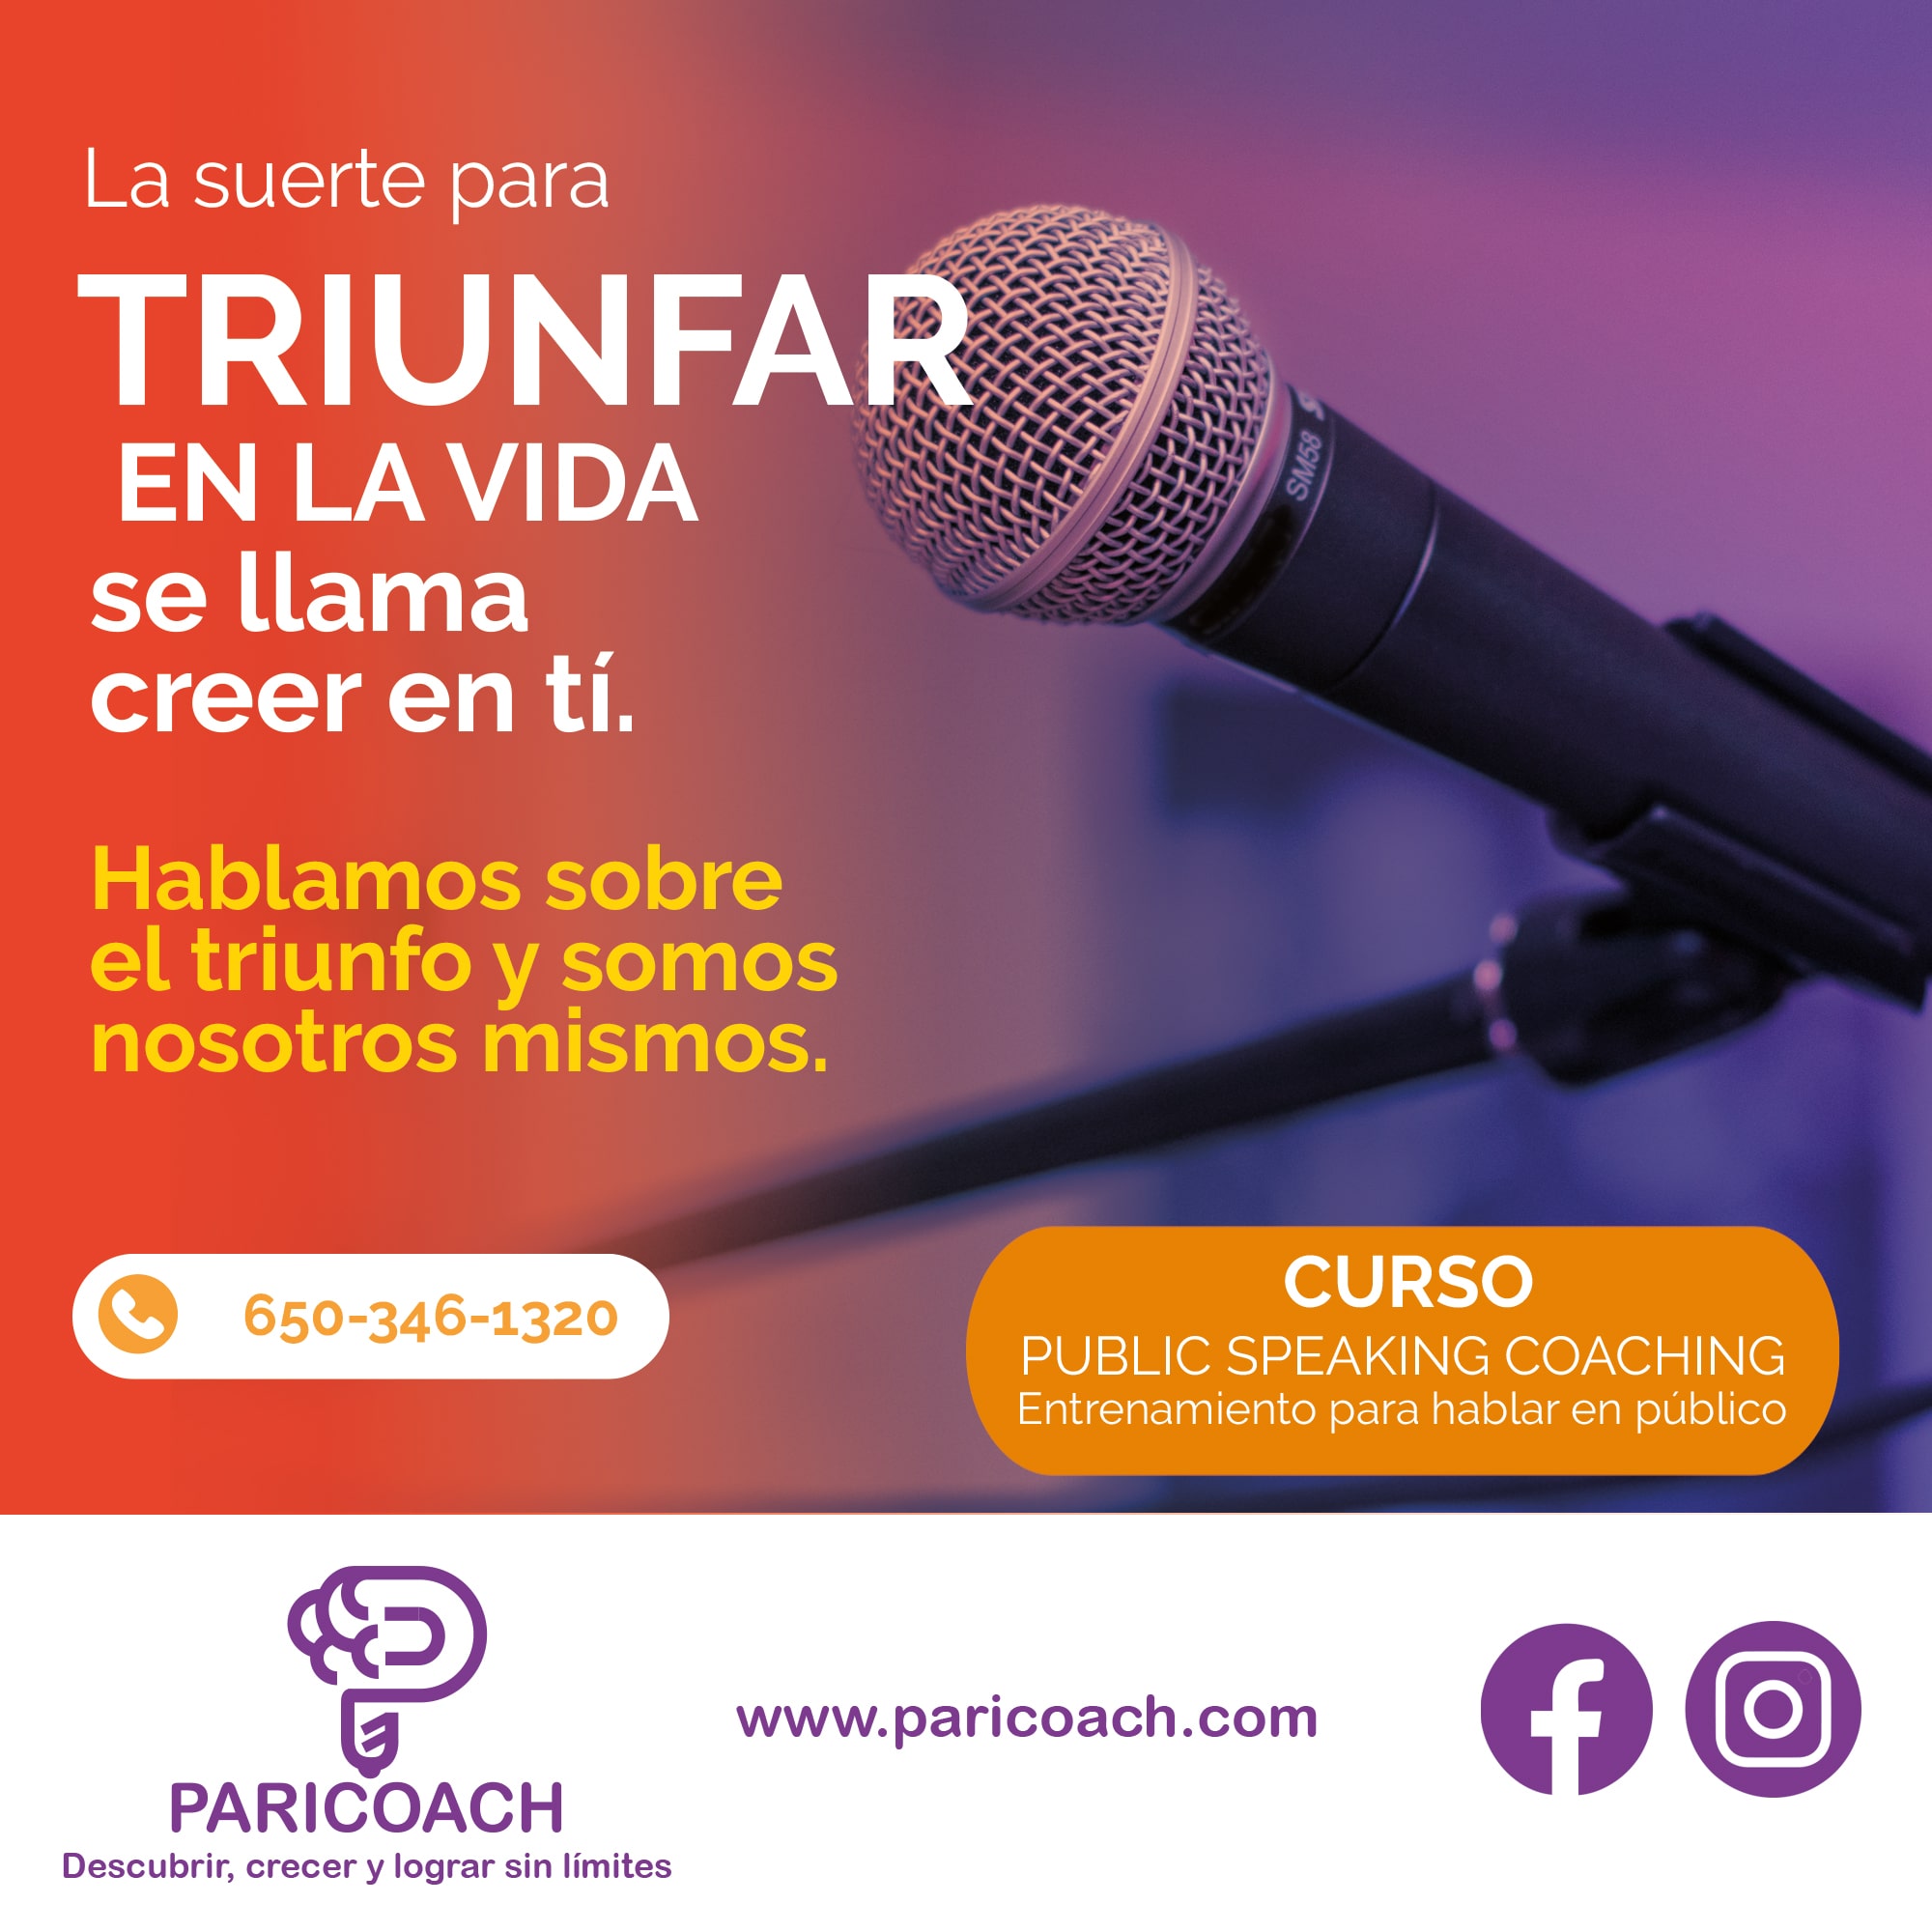 La suerte para
TRIUNFAR
EN LA VIDA
se llama
creer en tí.
Hablamos sobre
el triunfo y somos
nosotros mismos.
SM58
650-346-1320
CURSO
PUBLIC SPEAKING COACHING
Entrenamiento para hablar en público
PARICOACH
Descubrir, crecer y lograr sin límites
www.paricoach.com